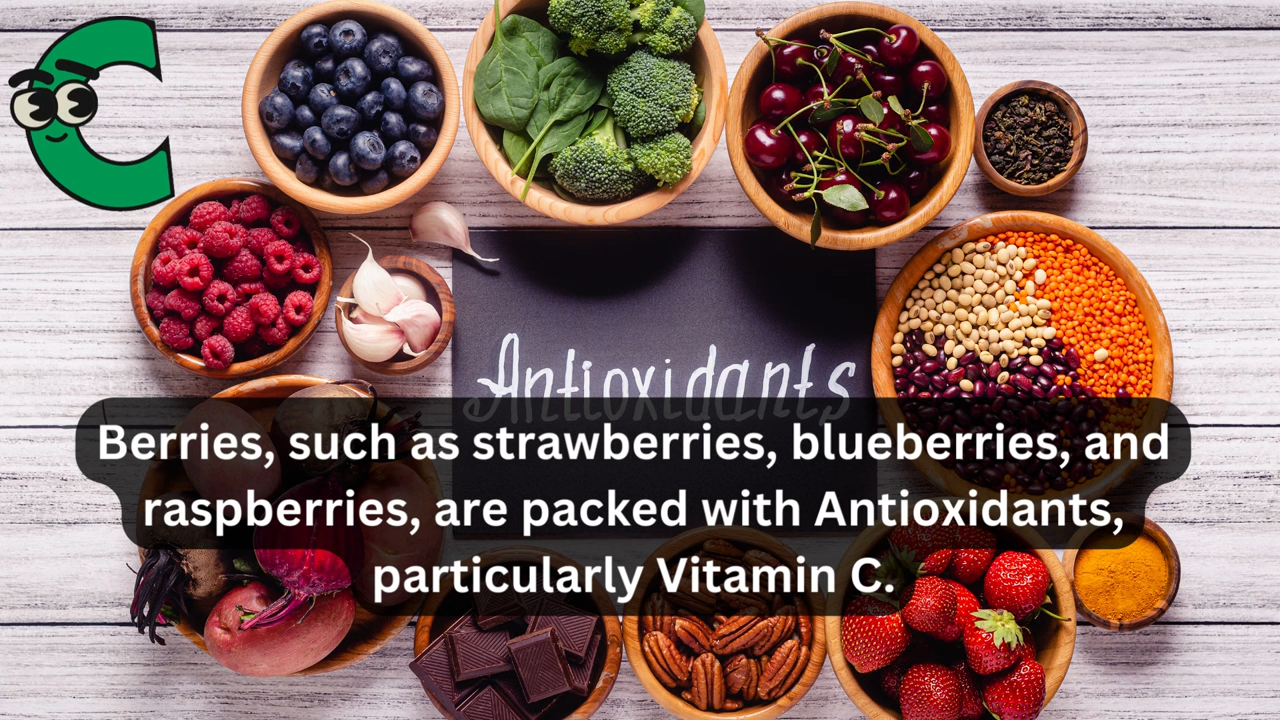 C
Antioxidants
Berries, such as strawberries, blueberries, and
raspberries, are packed with Antioxidants,
particularly Vitamin C.